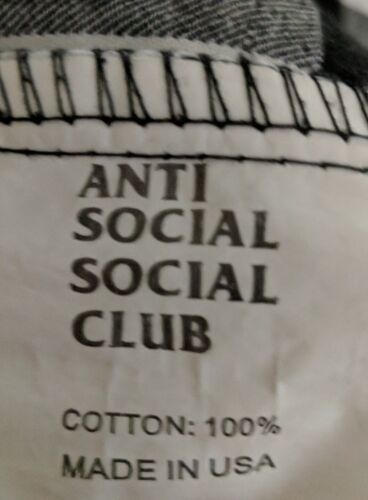 ANTI
SOCIAL
SOCIAL
CLUB
COTTON: 100%
MADE IN USA